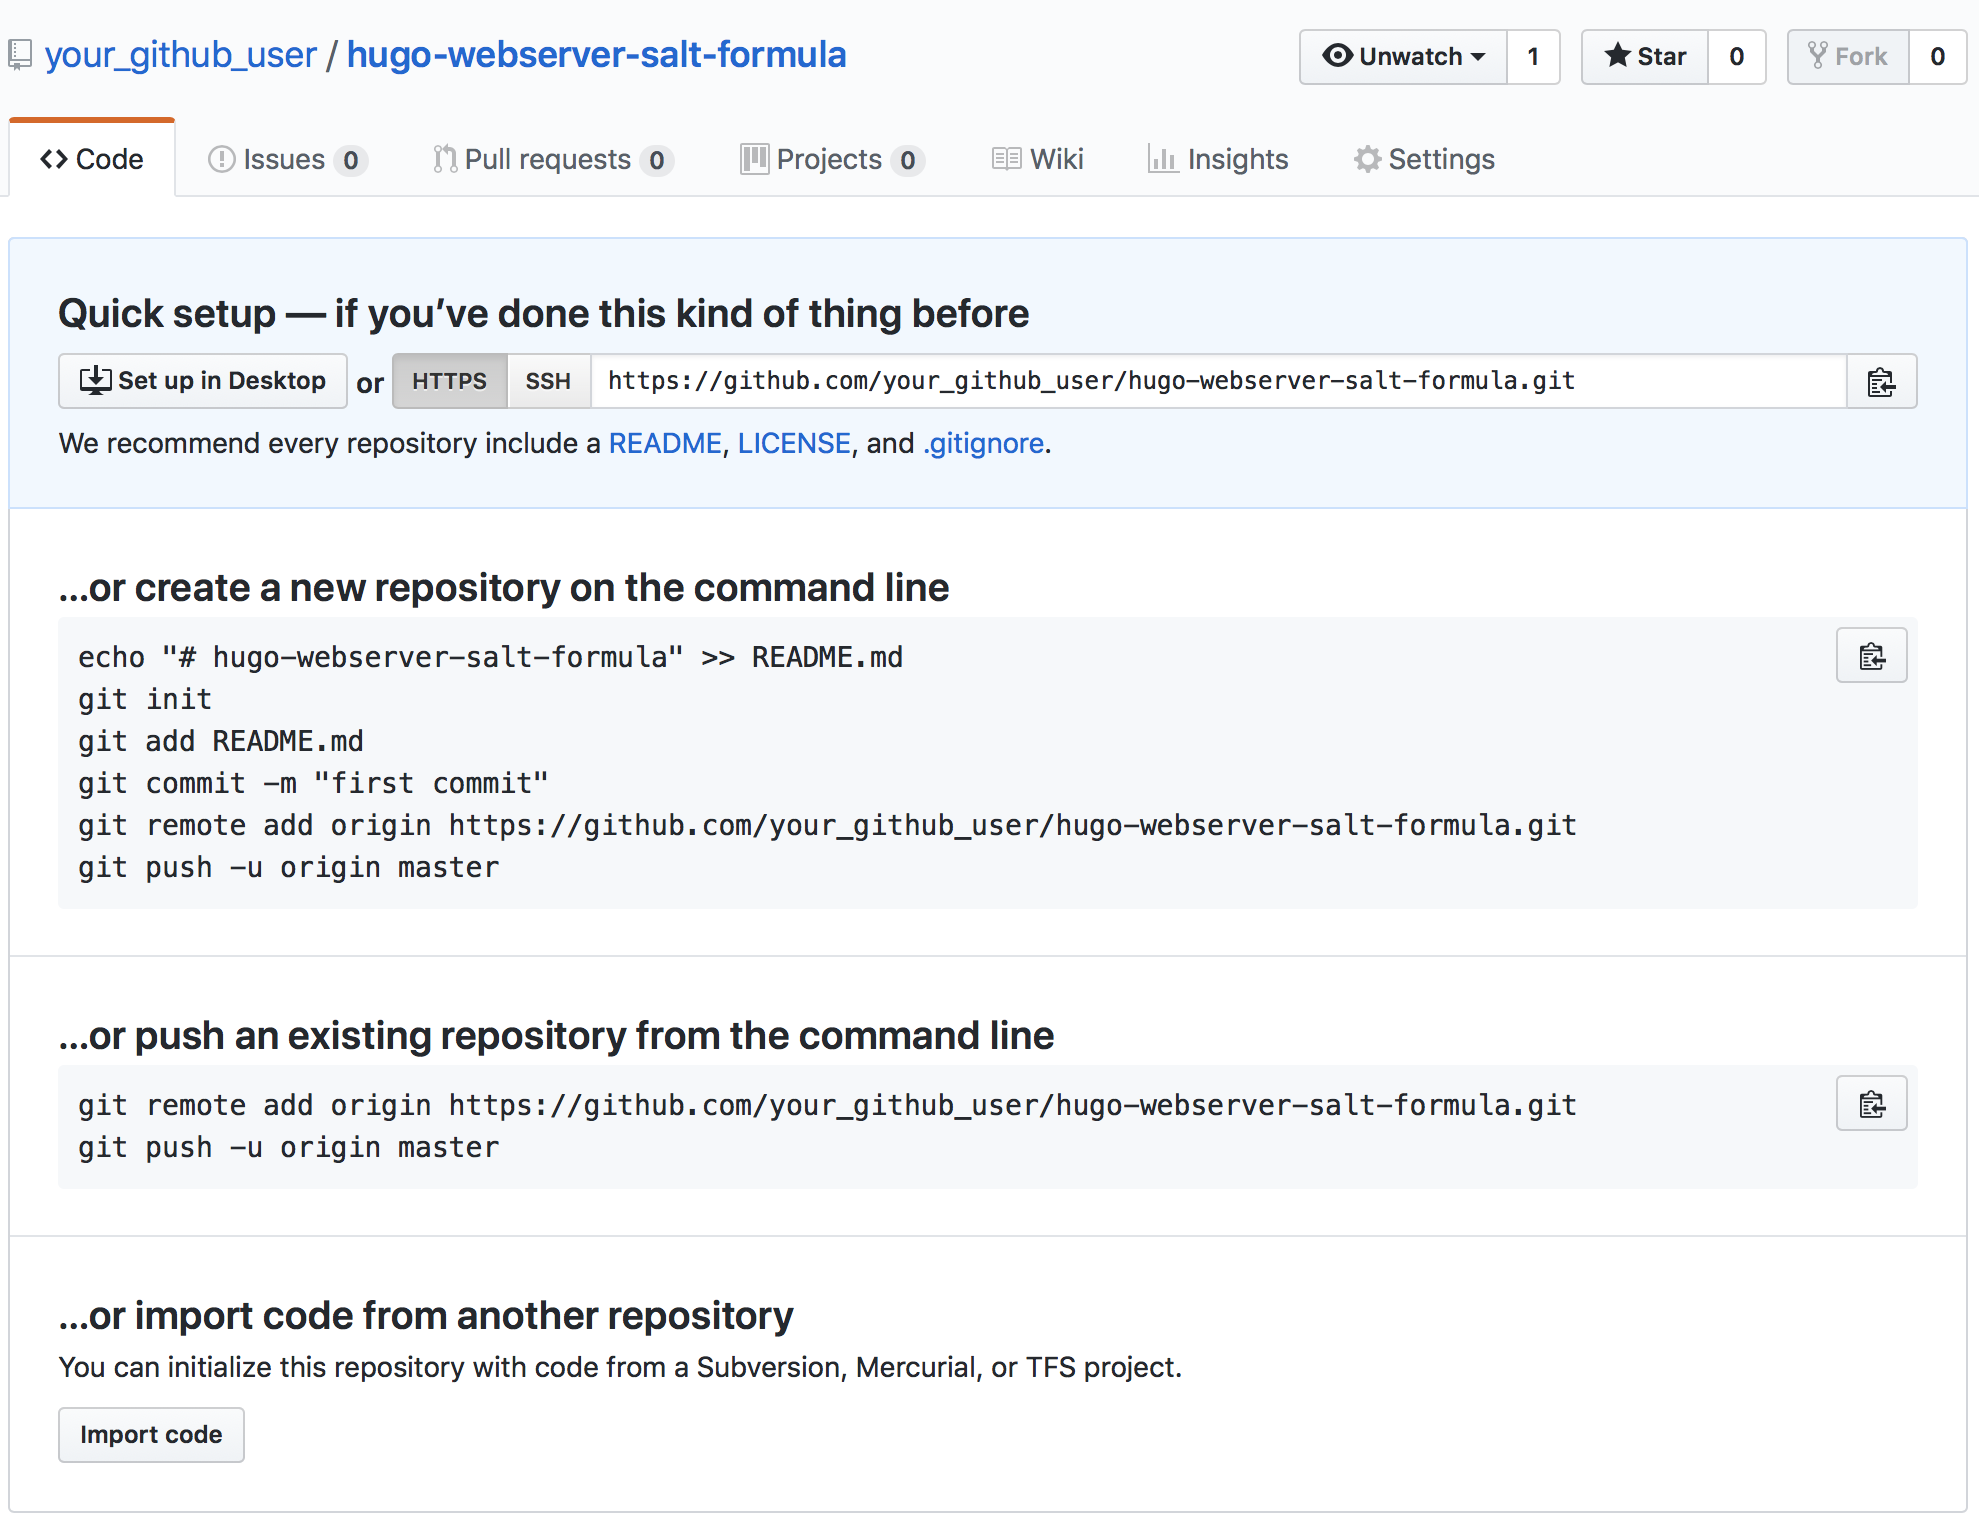 your_github_user / hugo-webserver-salt-formula
Unwatch 1 Star 0 Fork 0
Code Issues 0 Pull requests 0 Projects 0 Wiki Insights Settings
Quick setup — if you’ve done this kind of thing before
Set up in Desktop or HTTPS SSH https://github.com/your_github_user/hugo-webserver-salt-formula.git
We recommend every repository include a README, LICENSE, and .gitignore.
…or create a new repository on the command line
echo "# hugo-webserver-salt-formula" >> README.md
git init
git add README.md
git commit -m "first commit"
git remote add origin https://github.com/your_github_user/hugo-webserver-salt-formula.git
git push -u origin master
…or push an existing repository from the command line
git remote add origin https://github.com/your_github_user/hugo-webserver-salt-formula.git
git push -u origin master
…or import code from another repository
You can initialize this repository with code from a Subversion, Mercurial, or TFS project.
Import code